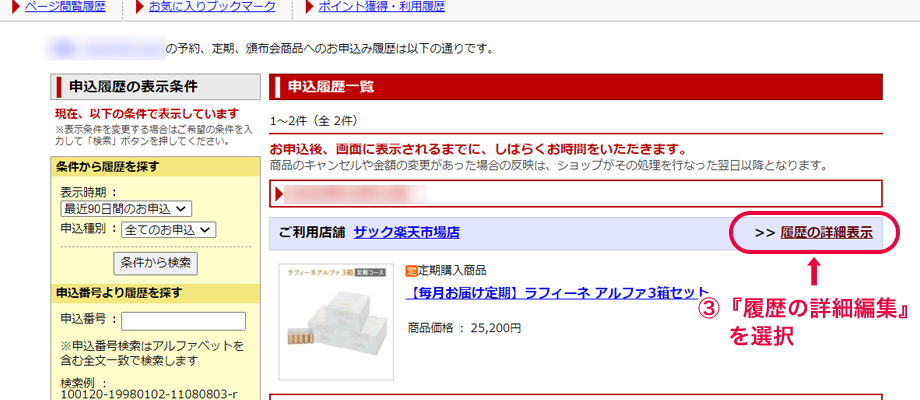 ページ閲覧履歴
お気に入りブックマーク
ポイント獲得・利用履歴
の予約、定期、頒布会商品へのお申込み履歴は以下の通りです。
申込履歴の表示条件
現在、以下の条件で表示しています
※表示条件を変更する場合はご希望の条件を入
力して「検索」ボタンを押してください。
条件から履歴を探す
表示時期 :
最近90日間のお申込
申込種別 : 全てのお申込
条件から検索
申込番号より履歴を探す
申込番号 :
※申込番号検索はアルファベットを
含む全文一致で検索します
検索例 :
100120-19980102-11080803-r
申込履歴一覧
1～2件（全 2件）
お申込後、画面に表示されるまでに、しばらくお時間をいただきます。
商品のキャンセルや金額の変更があった場合の反映は、ショップがその処理を行なった翌日以降となります。
ご利用店舗 ザック楽天市場店
>> 履歴の詳細表示
ラフィーネアルファ 3箱 定期コース
定定期購入商品
【毎月お届け定期】ラフィーネ アルファ3箱セット
商品価格 : 25,200円
③『履歴の詳細編集』
を選択